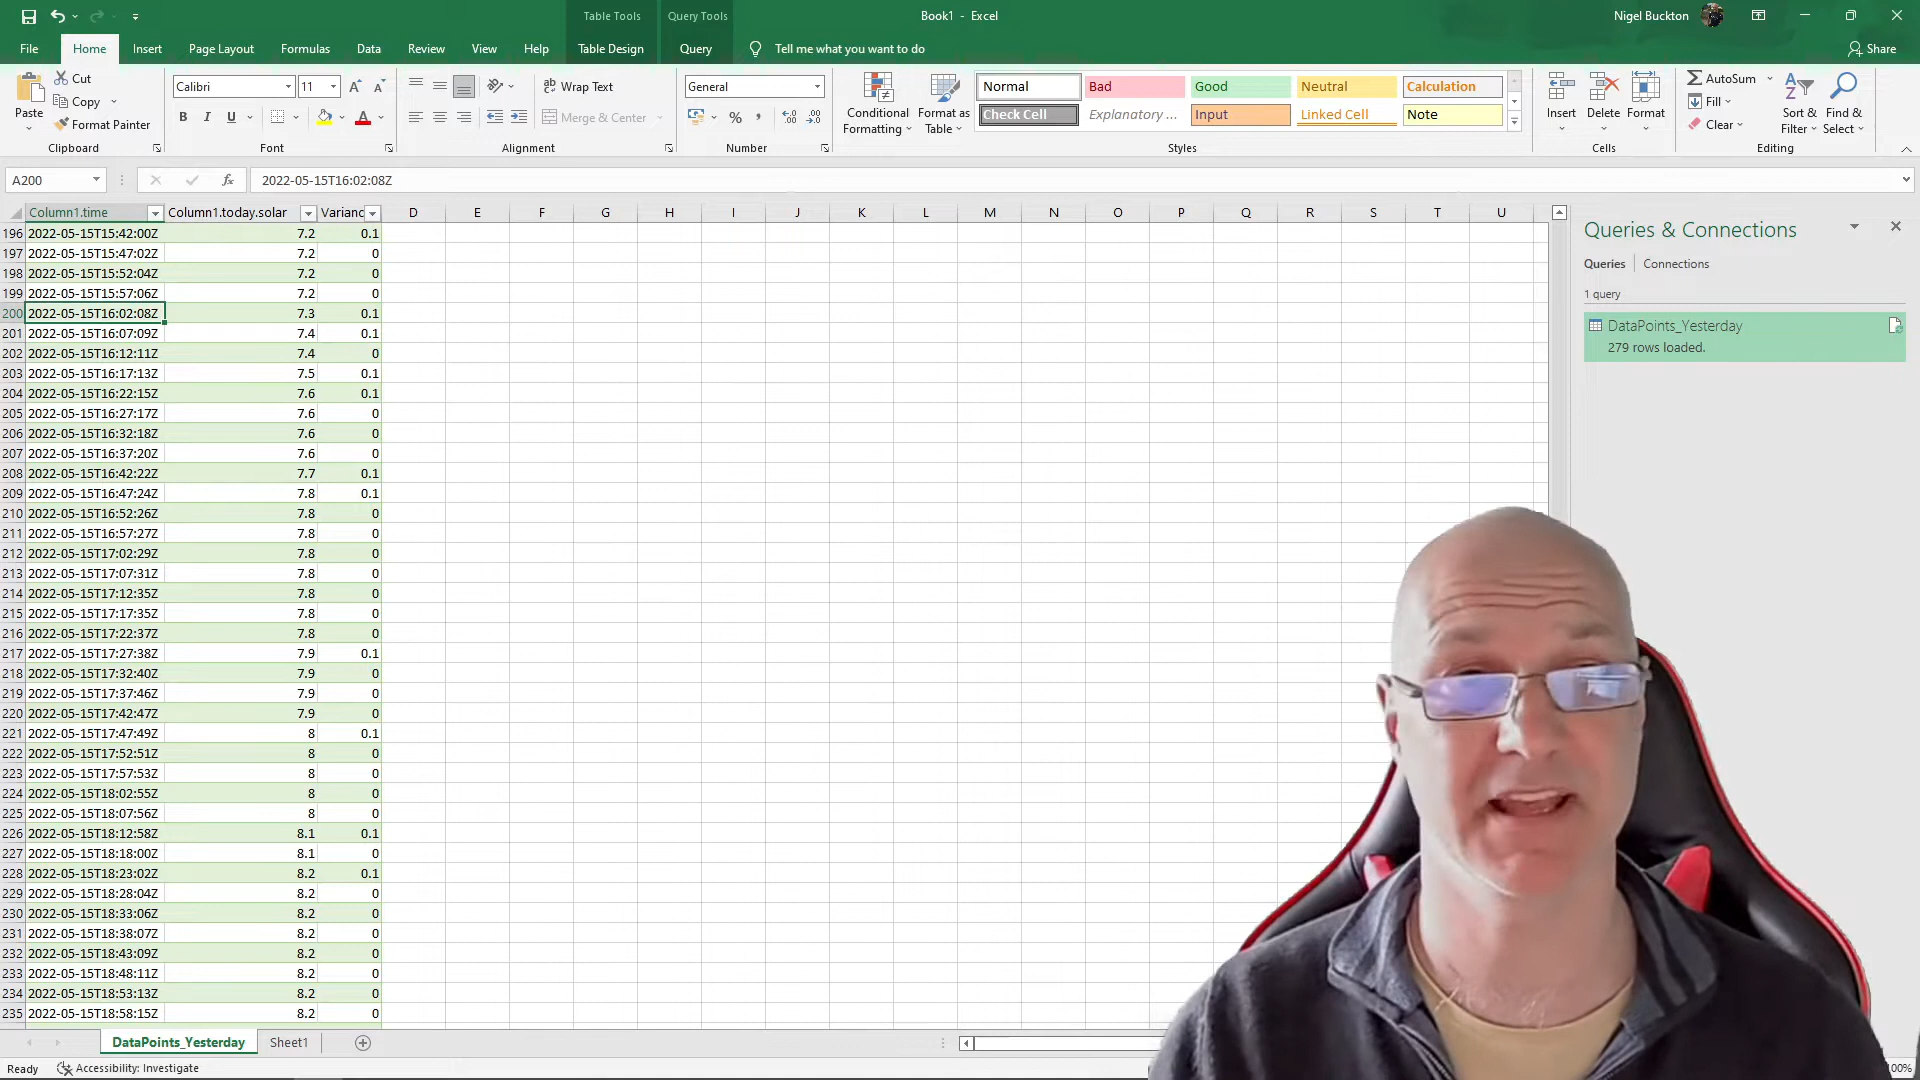 Table Tools
Query Tools
Book1 - Excel
Nigel Buckton
File
Home
Insert
Page Layout
Formulas
Data
Review
View
Help
Table Design
Query
Tell me what you want to do
Share
Paste
Cut
Copy
Format Painter
Clipboard
Calibri
11
B I U
Font
Wrap Text
Merge & Center
Alignment
General
Number
Conditional Formatting
Format as Table
Normal
Bad
Good
Neutral
Calculation
Check Cell
Explanatory ...
Input
Linked Cell
Note
Styles
Insert
Delete
Format
Cells
AutoSum
Fill
Clear
Sort & Filter
Find & Select
Editing
A200
fx
2022-05-15T16:02:08Z
Column1.time Column1.today.solar Varianc D E F G H I J K L M N O P Q R S T U
196 2022-05-15T15:42:00Z 7.2 0.1
197 2022-05-15T15:47:02Z 7.2 0
198 2022-05-15T15:52:04Z 7.2 0
199 2022-05-15T15:57:06Z 7.2 0
200 2022-05-15T16:02:08Z 7.3 0.1
201 2022-05-15T16:07:09Z 7.4 0.1
202 2022-05-15T16:12:11Z 7.4 0
203 2022-05-15T16:17:13Z 7.5 0.1
204 2022-05-15T16:22:15Z 7.6 0.1
205 2022-05-15T16:27:17Z 7.6 0
206 2022-05-15T16:32:18Z 7.6 0
207 2022-05-15T16:37:20Z 7.6 0
208 2022-05-15T16:42:22Z 7.7 0.1
209 2022-05-15T16:47:24Z 7.8 0.1
210 2022-05-15T16:52:26Z 7.8 0
211 2022-05-15T16:57:27Z 7.8 0
212 2022-05-15T17:02:29Z 7.8 0
213 2022-05-15T17:07:31Z 7.8 0
214 2022-05-15T17:12:35Z 7.8 0
215 2022-05-15T17:17:35Z 7.8 0
216 2022-05-15T17:22:37Z 7.8 0
217 2022-05-15T17:27:38Z 7.9 0.1
218 2022-05-15T17:32:40Z 7.9 0
219 2022-05-15T17:37:46Z 7.9 0
220 2022-05-15T17:42:47Z 7.9 0
221 2022-05-15T17:47:49Z 8 0.1
222 2022-05-15T17:52:51Z 8 0
223 2022-05-15T17:57:53Z 8 0
224 2022-05-15T18:02:55Z 8 0
225 2022-05-15T18:07:56Z 8 0
226 2022-05-15T18:12:58Z 8.1 0.1
227 2022-05-15T18:18:00Z 8.1 0
228 2022-05-15T18:23:02Z 8.2 0.1
229 2022-05-15T18:28:04Z 8.2 0
230 2022-05-15T18:33:06Z 8.2 0
231 2022-05-15T18:38:07Z 8.2 0
232 2022-05-15T18:43:09Z 8.2 0
233 2022-05-15T18:48:11Z 8.2 0
234 2022-05-15T18:53:13Z 8.2 0
235 2022-05-15T18:58:15Z 8.2 0
Queries & Connections
Queries
Connections
1 query
DataPoints_Yesterday
279 rows loaded.
DataPoints_Yesterday
Sheet1
Ready
Accessibility: Investigate
00%